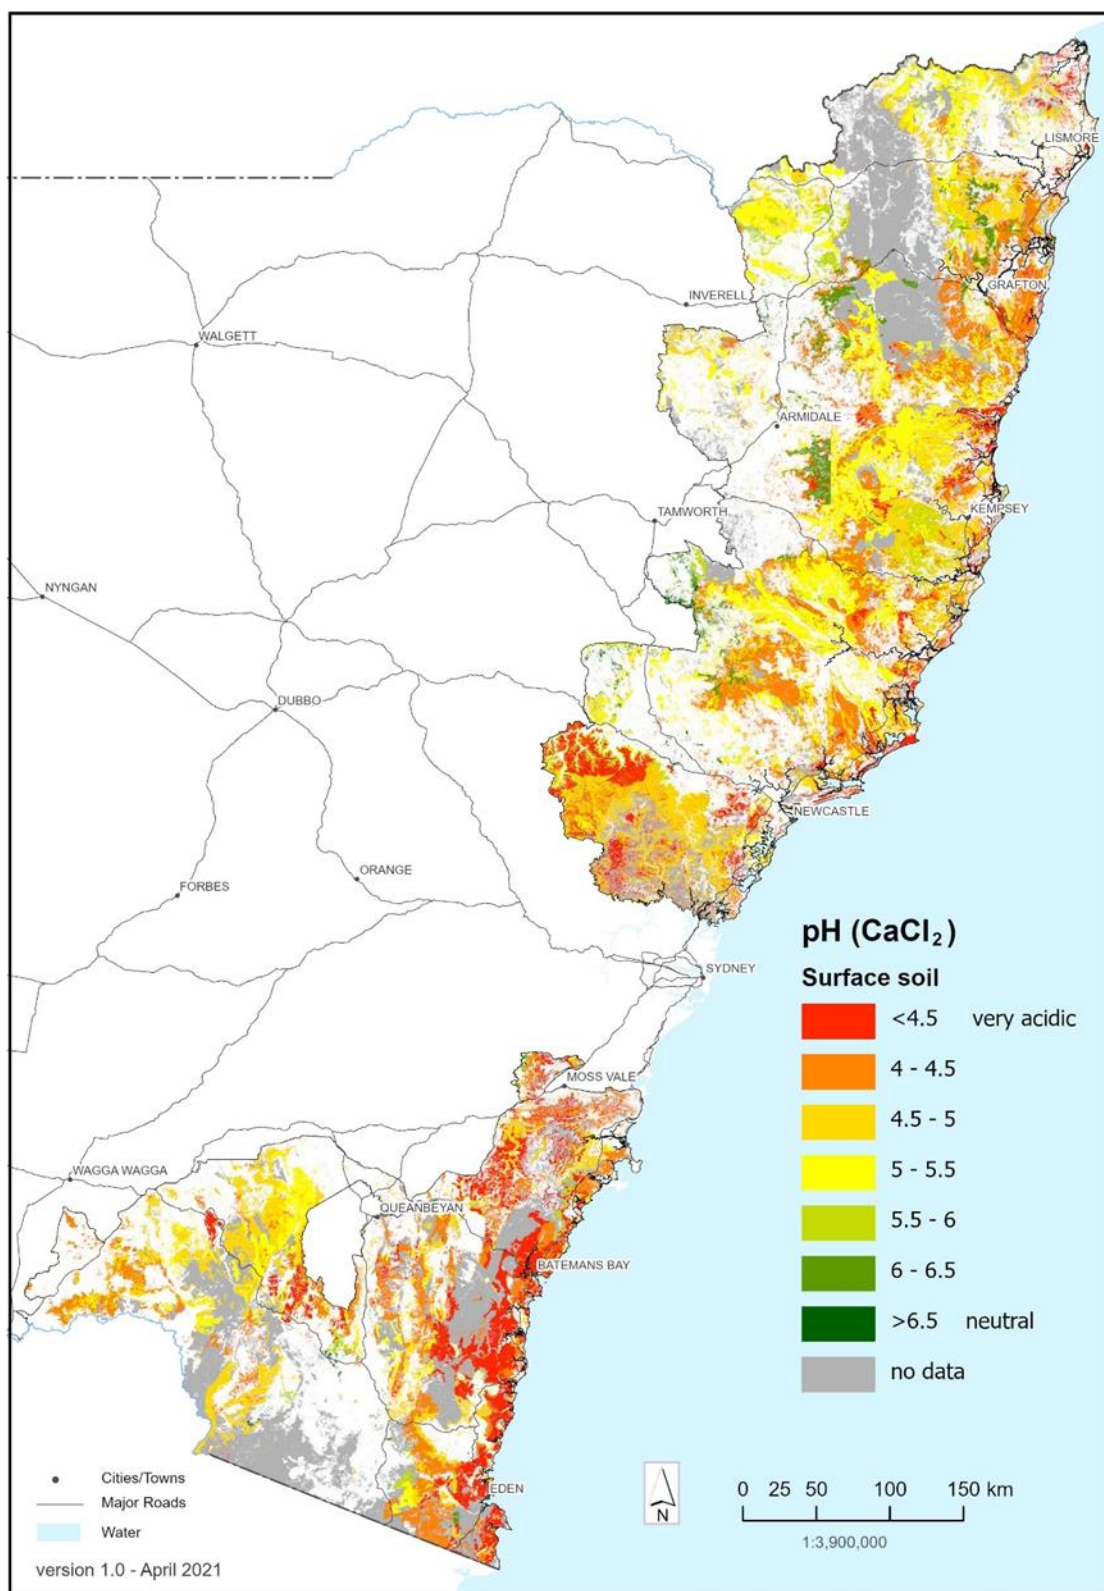 LISMORE
GRAFTON
INVERELL
WALGETT
ARMIDALE
KEMPSEY
TAMWORTH
NYNGAN
DUBBO
NEWCASTLE
ORANGE
FORBES
SYDNEY
MOSS VALE
WAGGA WAGGA
QUEANBEYAN
BATEMANS BAY
EDEN
pH (CaCl₂)
Surface soil
<4.5 very acidic
4 - 4.5
4.5 - 5
5 - 5.5
5.5 - 6
6 - 6.5
>6.5 neutral
no data
Cities/Towns
Major Roads
Water
version 1.0 - April 2021
N
0 25 50 100 150 km
1:3,900,000